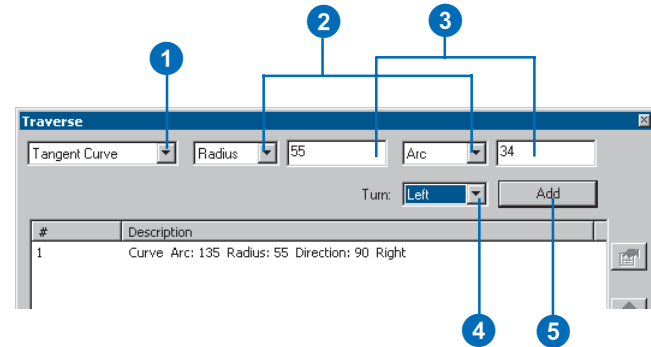 2 3
1
Traverse
Tangent Curve Radius 55 Arc 34
Turn: Left Add
# Description
1 Curve Arc: 135 Radius: 55 Direction: 90 Right
4 5